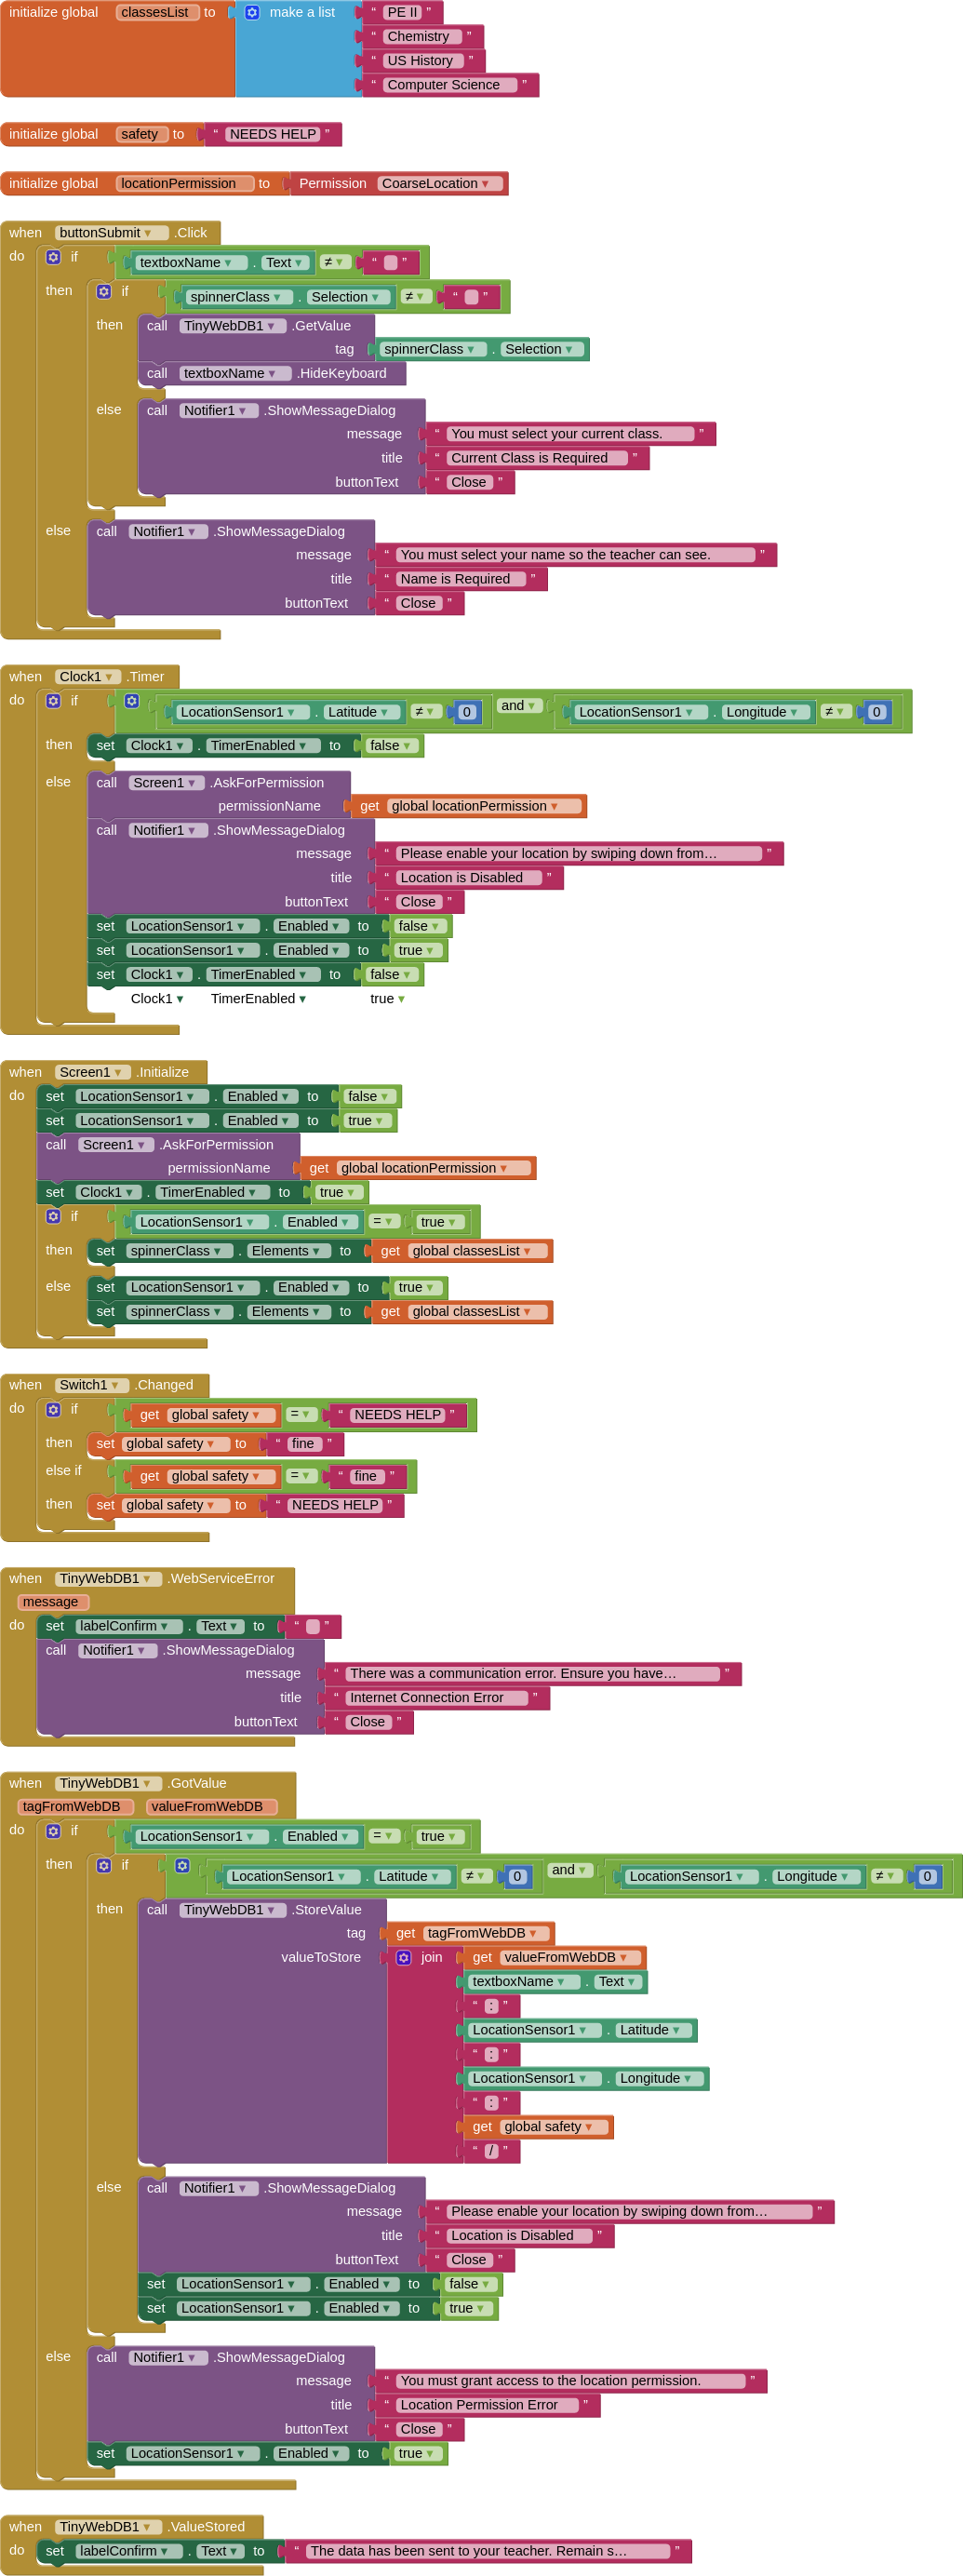 initialize global classesList to make a list “ PE II ”
“ Chemistry ”
“ US History ”
“ Computer Science ”
initialize global safety to “ NEEDS HELP ”
initialize global locationPermission to Permission CoarseLocation
when buttonSubmit .Click
do if textboxName . Text ≠ “ ”
then if spinnerClass . Selection ≠ “ ”
then call TinyWebDB1 .GetValue
tag spinnerClass . Selection
call textboxName .HideKeyboard
else call Notifier1 .ShowMessageDialog
message “ You must select your current class. ”
title “ Current Class is Required ”
buttonText “ Close ”
else call Notifier1 .ShowMessageDialog
message “ You must select your name so the teacher can see. ”
title “ Name is Required ”
buttonText “ Close ”
when Clock1 .Timer
do if LocationSensor1 . Latitude ≠ 0 and LocationSensor1 . Longitude ≠ 0
then set Clock1 . TimerEnabled to false
else call Screen1 .AskForPermission
permissionName get global locationPermission
call Notifier1 .ShowMessageDialog
message “ Please enable your location by swiping down from… ”
title “ Location is Disabled ”
buttonText “ Close ”
set LocationSensor1 . Enabled to false
set LocationSensor1 . Enabled to true
set Clock1 . TimerEnabled to false
Clock1 TimerEnabled true
when Screen1 .Initialize
do set LocationSensor1 . Enabled to false
set LocationSensor1 . Enabled to true
call Screen1 .AskForPermission
permissionName get global locationPermission
set Clock1 . TimerEnabled to true
if LocationSensor1 . Enabled = true
then set spinnerClass . Elements to get global classesList
else set LocationSensor1 . Enabled to true
set spinnerClass . Elements to get global classesList
when Switch1 .Changed
do if get global safety = “ NEEDS HELP ”
then set global safety to “ fine ”
else if get global safety = “ fine ”
then set global safety to “ NEEDS HELP ”
when TinyWebDB1 .WebServiceError
message
do set labelConfirm . Text to “ ”
call Notifier1 .ShowMessageDialog
message “ There was a communication error. Ensure you have… ”
title “ Internet Connection Error ”
buttonText “ Close ”
when TinyWebDB1 .GotValue
tagFromWebDB valueFromWebDB
do if LocationSensor1 . Enabled = true
then if LocationSensor1 . Latitude ≠ 0 and LocationSensor1 . Longitude ≠ 0
then call TinyWebDB1 .StoreValue
tag get tagFromWebDB
valueToStore join get valueFromWebDB
textboxName . Text
“ : ”
LocationSensor1 . Latitude
“ : ”
LocationSensor1 . Longitude
“ : ”
get global safety
“ / ”
else call Notifier1 .ShowMessageDialog
message “ Please enable your location by swiping down from… ”
title “ Location is Disabled ”
buttonText “ Close ”
set LocationSensor1 . Enabled to false
set LocationSensor1 . Enabled to true
else call Notifier1 .ShowMessageDialog
message “ You must grant access to the location permission. ”
title “ Location Permission Error ”
buttonText “ Close ”
set LocationSensor1 . Enabled to true
when TinyWebDB1 .ValueStored
do set labelConfirm . Text to “ The data has been sent to your teacher. Remain s… ”